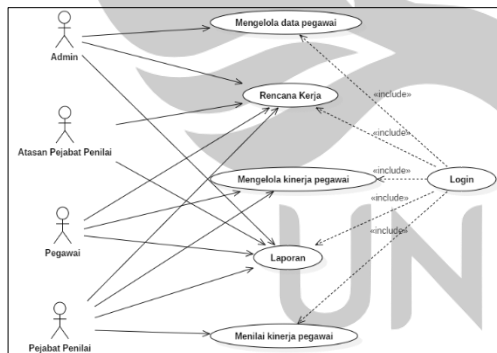 Mengelola data pegawai
Admin
«include»
Rencana Kerja
«include»
Atasan Pejabat Penilai
«include»
Mengelola kinerja pegawai
Login
«include»
Pegawai
«include»
Laporan
UN
Menilai kinerja pegawai
Pejabat Penilai